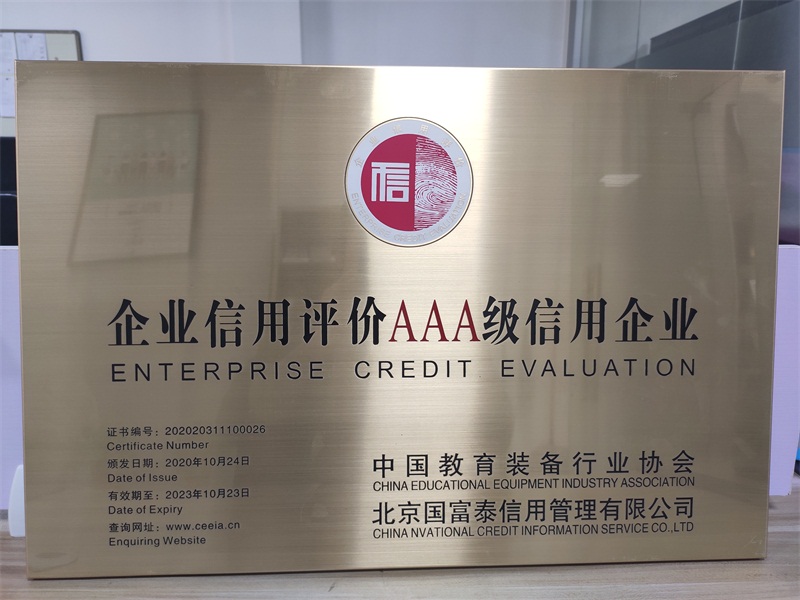 信
企业信用评价AAA级信用企业
ENTERPRISE CREDIT EVALUATION
证书编号：202020311100026
Certificate Number
颁发日期：2020年10月24日
Date of Issue
有效期至：2023年10月23日
Date of Expiry
查询网址：www.ceeia.cn
Enquiring Website
中国教育装备行业协会
CHINA EDUCATIONAL EQUIPMENT INDUSTRY ASSOCIATION
北京国富泰信用管理有限公司
CHINA NVATIONAL CREDIT INFORMATION SERVICE CO.,LTD